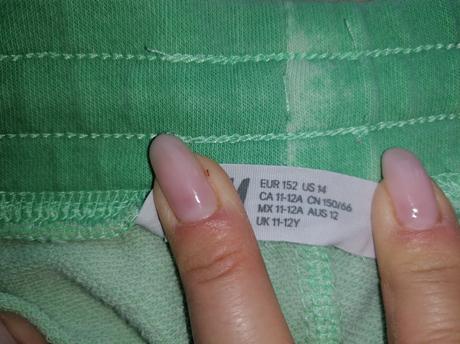 EUR 152 US 14
CA 11-12A CN 150/66
MX 11-12A AUS 12
UK 11-12Y